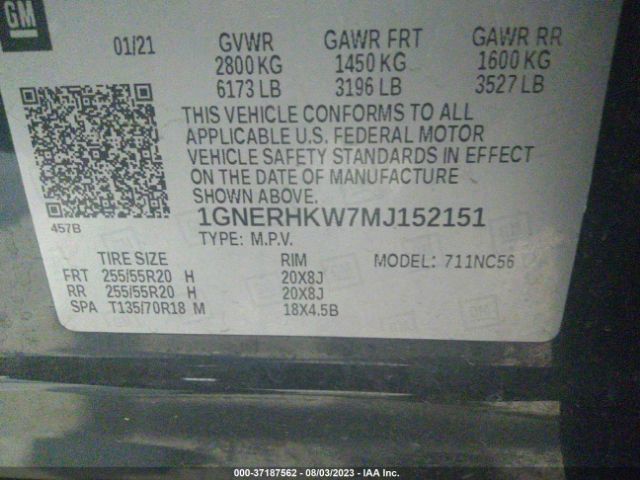 GM
01/21 GVWR GAWR FRT GAWR RR
2800 KG 1450 KG 1600 KG
6173 LB 3196 LB 3527 LB
THIS VEHICLE CONFORMS TO ALL
APPLICABLE U.S. FEDERAL MOTOR
VEHICLE SAFETY STANDARDS IN EFFECT
ON THE DATE OF MANUFACTURE
SHOWN ABOVE.
457B
1GNERHKW7MJ152151
TYPE: M.P.V.
TIRE SIZE RIM MODEL: 711NC56
FRT 255/55R20 H 20X8J
RR 255/55R20 H 20X8J
SPA T135/70R18 M 18X4.5B
000-37187562 - 08/03/2023 - IAA Inc.